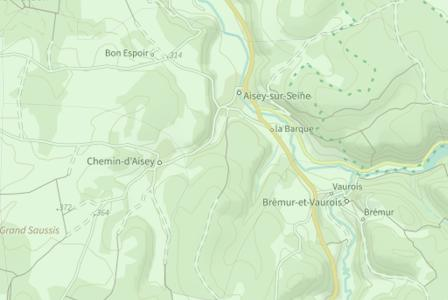 Bon Espoir
314
Aisey-sur-Seine
la Barque
Chemin-d'Aisey
Vaurois
Brémur-et-Vaurois
372
364
Brémur
Grand Saussis